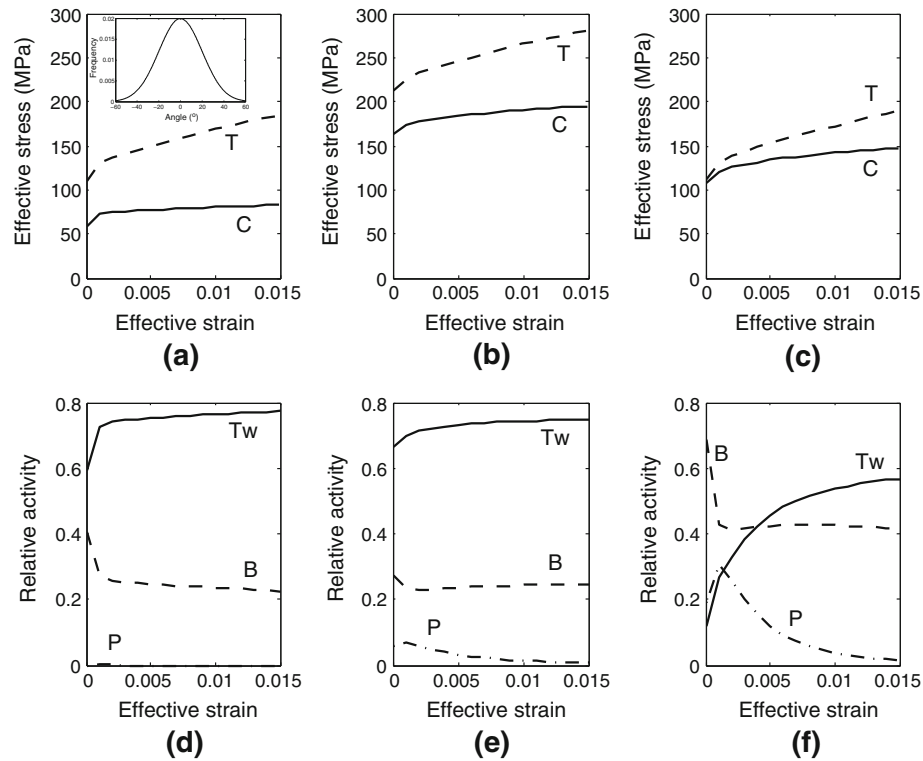 300
250
200
150
100
50
0
Effective stress (MPa)
0.02
0.015
0.01
0.005
0
Frequency
−60 −40 −20 0 20 40 60
Angle (°)
T
C
0 0.005 0.01 0.015
Effective strain
(a)
300
250
200
150
100
50
0
Effective stress (MPa)
T
C
0 0.005 0.01 0.015
Effective strain
(b)
300
250
200
150
100
50
0
Effective stress (MPa)
T
C
0 0.005 0.01 0.015
Effective strain
(c)
0.8
0.6
0.4
0.2
0
Relative activity
Tw
B
P
0 0.005 0.01 0.015
Effective strain
(d)
0.8
0.6
0.4
0.2
0
Relative activity
Tw
B
P
0 0.005 0.01 0.015
Effective strain
(e)
0.8
0.6
0.4
0.2
0
Relative activity
B
Tw
P
0 0.005 0.01 0.015
Effective strain
(f)